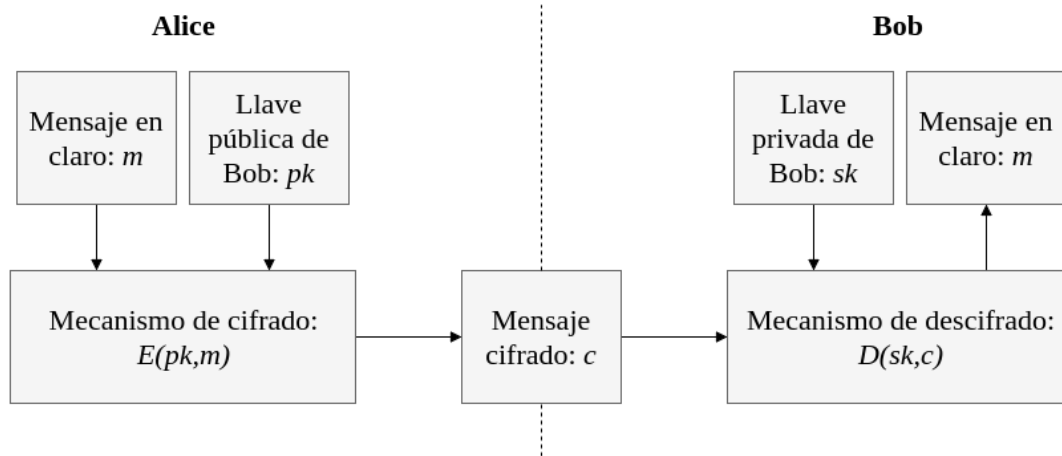 Alice
Bob
Mensaje en
claro: m
Llave
pública de
Bob: pk
Llave
privada de
Bob: sk
Mensaje en
claro: m
Mecanismo de cifrado:
E(pk,m)
Mensaje
cifrado: c
Mecanismo de descifrado:
D(sk,c)